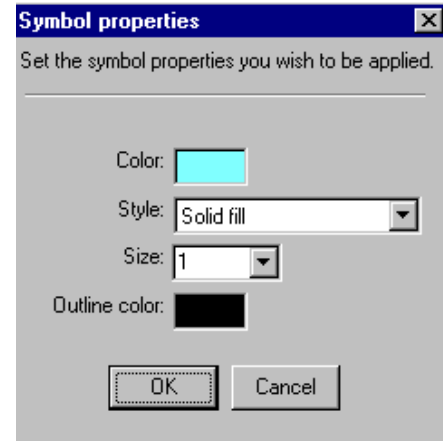 Symbol properties
Set the symbol properties you wish to be applied.
Color:
Style: Solid fill
Size: 1
Outline color:
OK Cancel